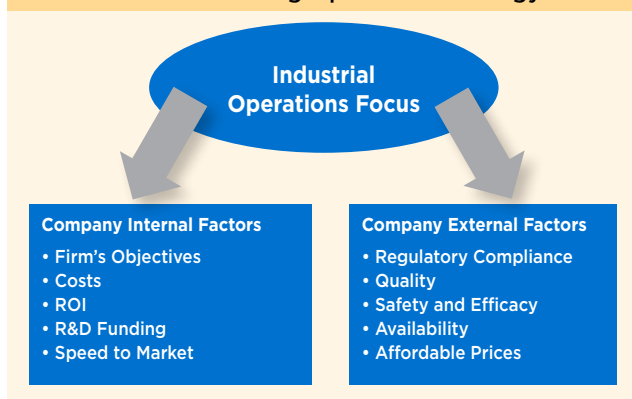 Industrial
Operations Focus
Company Internal Factors
• Firm's Objectives
• Costs
• ROI
• R&D Funding
• Speed to Market
Company External Factors
• Regulatory Compliance
• Quality
• Safety and Efficacy
• Availability
• Affordable Prices